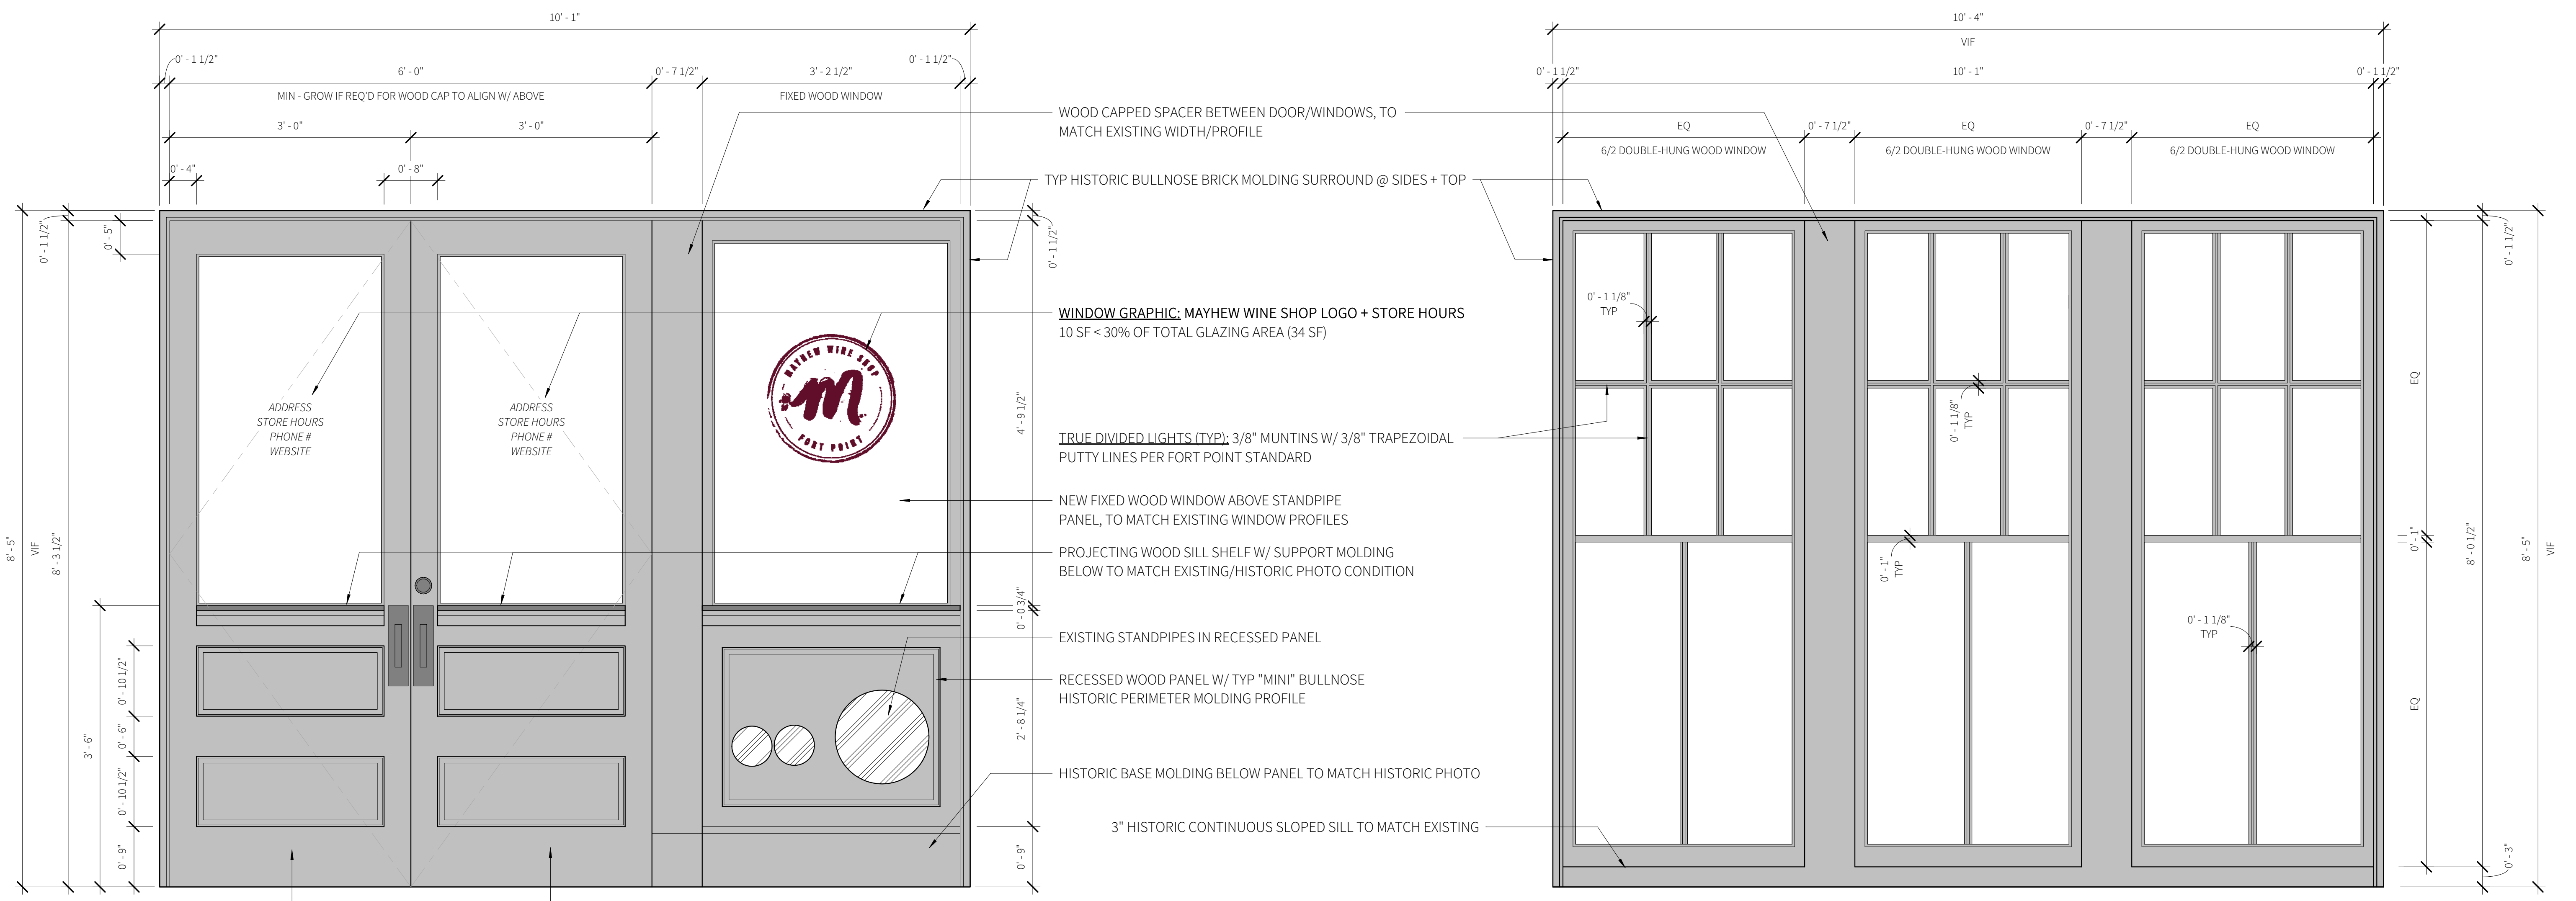 10' - 1"
0' - 1 1/2"
6' - 0"
0' - 7 1/2"
3' - 2 1/2"
0' - 1 1/2"
MIN - GROW IF REQ'D FOR WOOD CAP TO ALIGN W/ ABOVE
FIXED WOOD WINDOW
3' - 0"
3' - 0"
0' - 4"
0' - 8"
8' - 5"
VIF
0' - 1 1/2"
8' - 3 1/2"
0' - 5"
3' - 6"
0' - 10 1/2"
0' - 6"
0' - 10 1/2"
0' - 9"
ADDRESS
STORE HOURS
PHONE #
WEBSITE
ADDRESS
STORE HOURS
PHONE #
WEBSITE
MAYHEW WINE SHOP
M
FORT POINT
0' - 1 1/2"
4' - 9 1/2"
0' - 0 3/4"
2' - 8 1/4"
0' - 9"
WOOD CAPPED SPACER BETWEEN DOOR/WINDOWS, TO
MATCH EXISTING WIDTH/PROFILE
TYP HISTORIC BULLNOSE BRICK MOLDING SURROUND @ SIDES + TOP
WINDOW GRAPHIC: MAYHEW WINE SHOP LOGO + STORE HOURS
10 SF < 30% OF TOTAL GLAZING AREA (34 SF)
TRUE DIVIDED LIGHTS (TYP): 3/8" MUNTINS W/ 3/8" TRAPEZOIDAL
PUTTY LINES PER FORT POINT STANDARD
NEW FIXED WOOD WINDOW ABOVE STANDPIPE
PANEL, TO MATCH EXISTING WINDOW PROFILES
PROJECTING WOOD SILL SHELF W/ SUPPORT MOLDING
BELOW TO MATCH EXISTING/HISTORIC PHOTO CONDITION
EXISTING STANDPIPES IN RECESSED PANEL
RECESSED WOOD PANEL W/ TYP "MINI" BULLNOSE
HISTORIC PERIMETER MOLDING PROFILE
HISTORIC BASE MOLDING BELOW PANEL TO MATCH HISTORIC PHOTO
3" HISTORIC CONTINUOUS SLOPED SILL TO MATCH EXISTING
10' - 4"
VIF
0' - 1 1/2"
10' - 1"
0' - 1 1/2"
EQ
0' - 7 1/2"
EQ
0' - 7 1/2"
EQ
6/2 DOUBLE-HUNG WOOD WINDOW
6/2 DOUBLE-HUNG WOOD WINDOW
6/2 DOUBLE-HUNG WOOD WINDOW
0' - 1 1/8"
TYP
0' - 1 1/8"
TYP
0' - 1"
TYP
0' - 1 1/8"
TYP
EQ
0' - 1"
EQ
0' - 1 1/2"
8' - 0 1/2"
0' - 3"
8' - 5"
VIF